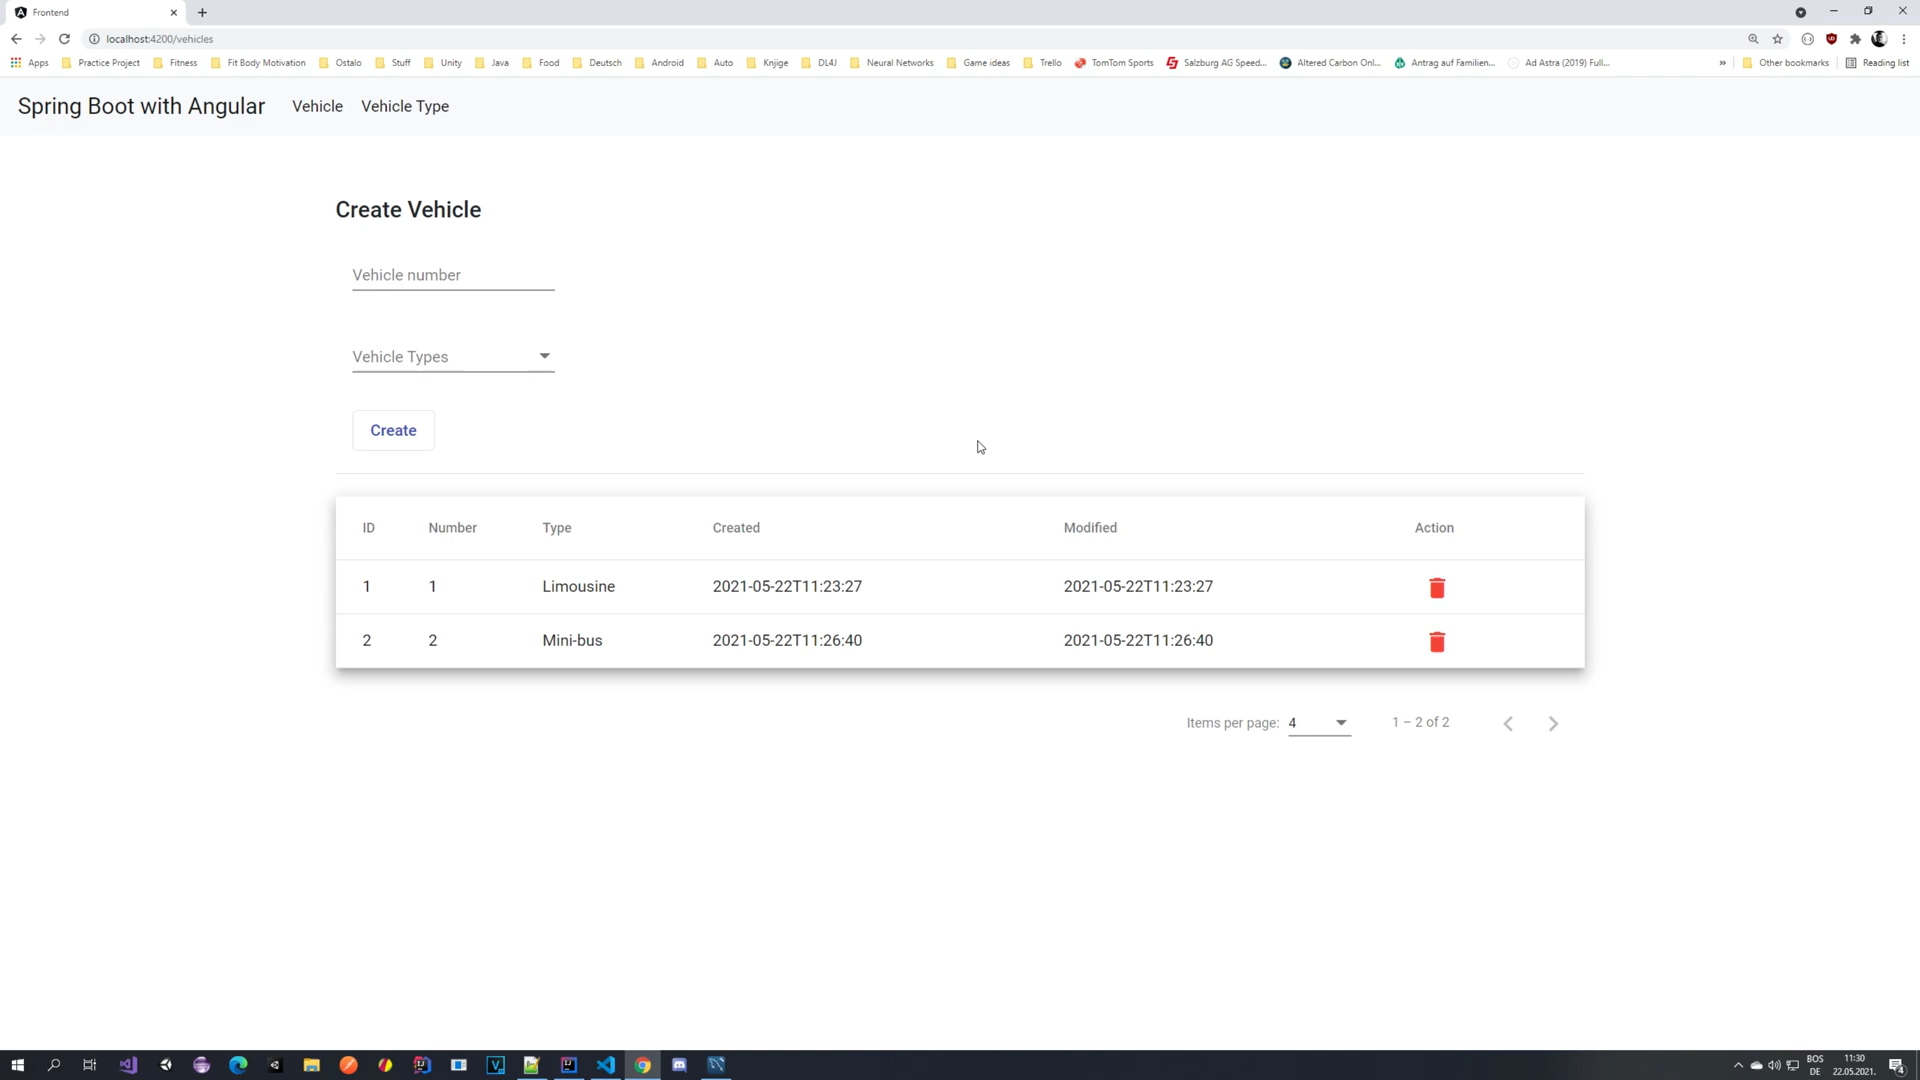 Frontend
localhost:4200/vehicles
Apps Practice Project Fitness Fit Body Motivation Ostalo Stuff Unity Java Food Deutsch Android Auto Knjige DL4J Neural Networks Game ideas Trello TomTom Sports Salzburg AG Speed... Altered Carbon Onl... Antrag auf Familien... Ad Astra (2019) Full... » Other bookmarks Reading list
Spring Boot with Angular Vehicle Vehicle Type
Create Vehicle
Vehicle number
Vehicle Types
Create
ID Number Type Created Modified Action
1 1 Limousine 2021-05-22T11:23:27 2021-05-22T11:23:27
2 2 Mini-bus 2021-05-22T11:26:40 2021-05-22T11:26:40
Items per page: 4 1 – 2 of 2
BOS 11:30
DE 22.05.2021. 4